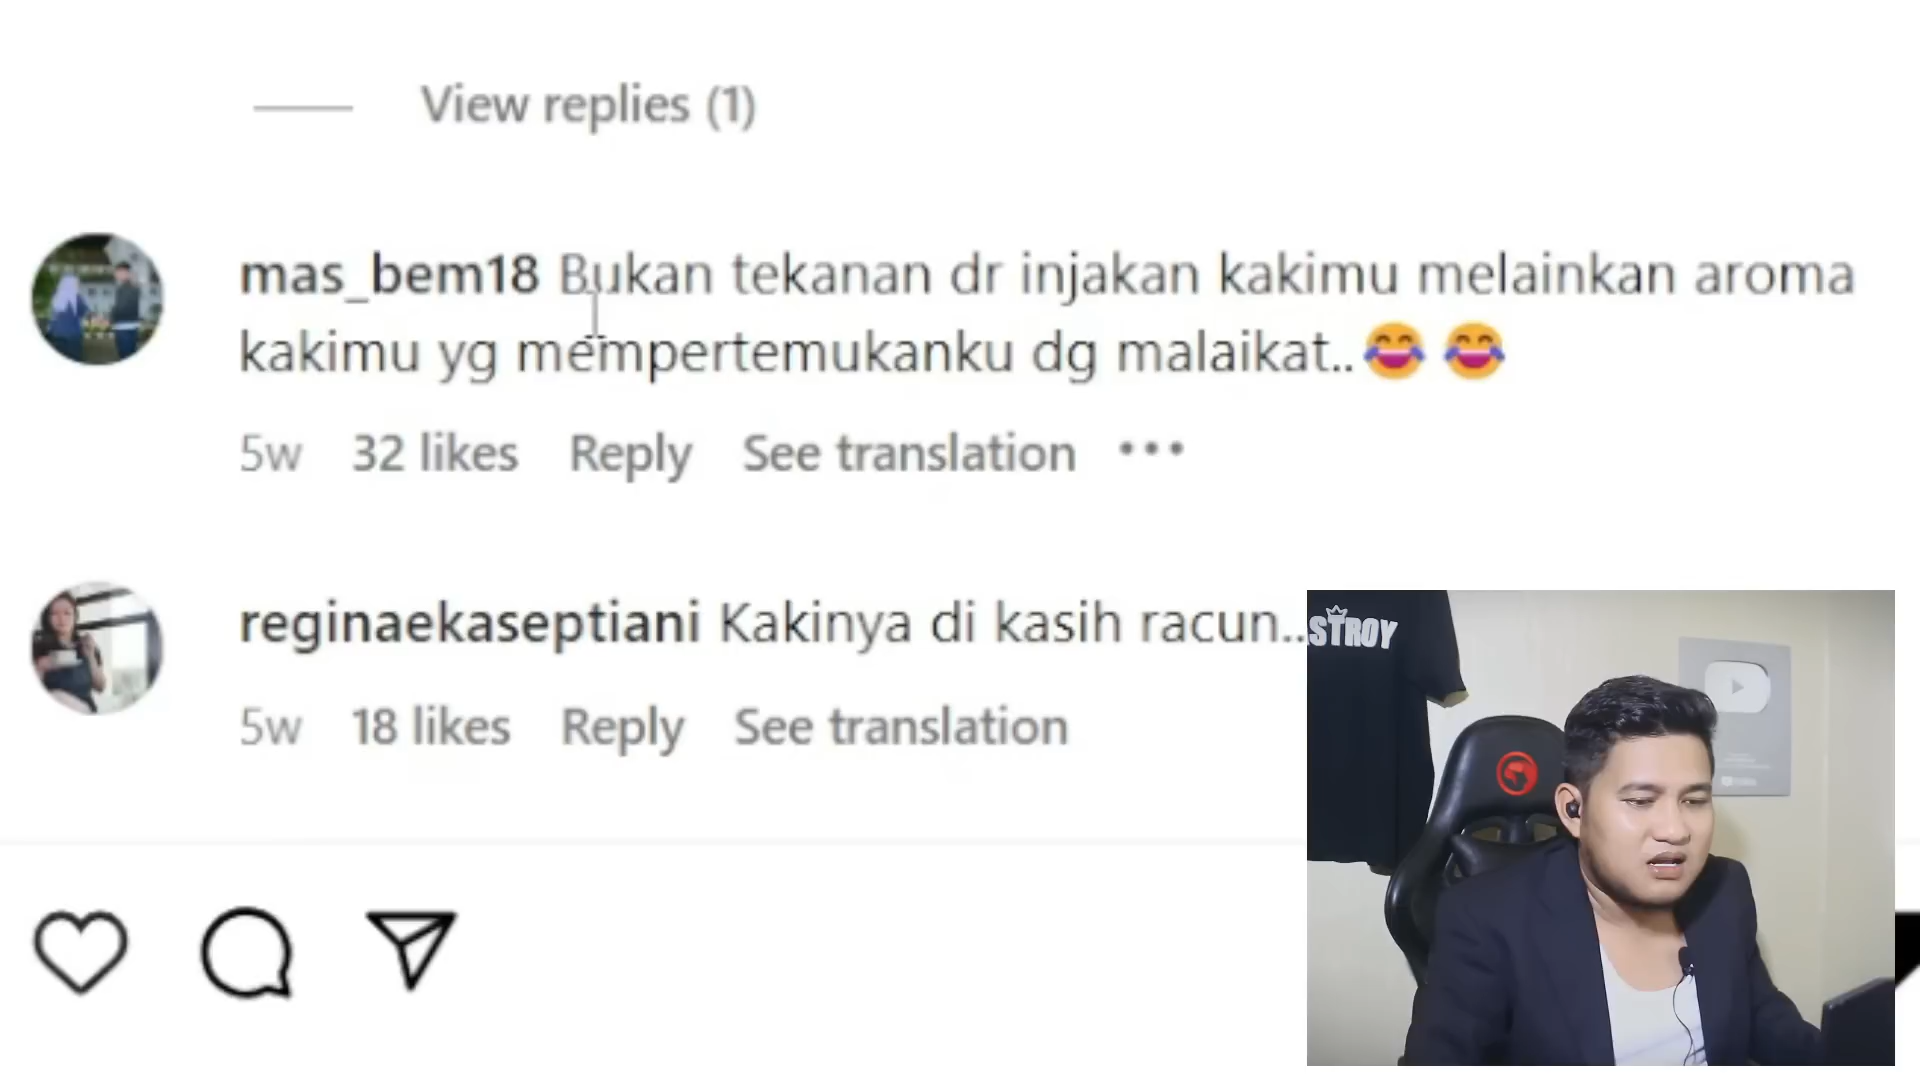 View replies (1)
mas_bem18 Bukan tekanan dr injakan kakimu melainkan aroma
kakimu yg mempertemukanku dg malaikat..😂 😂
5w 32 likes Reply See translation •••
reginaekaseptiani Kakinya di kasih racun..
5w 18 likes Reply See translation
STROY